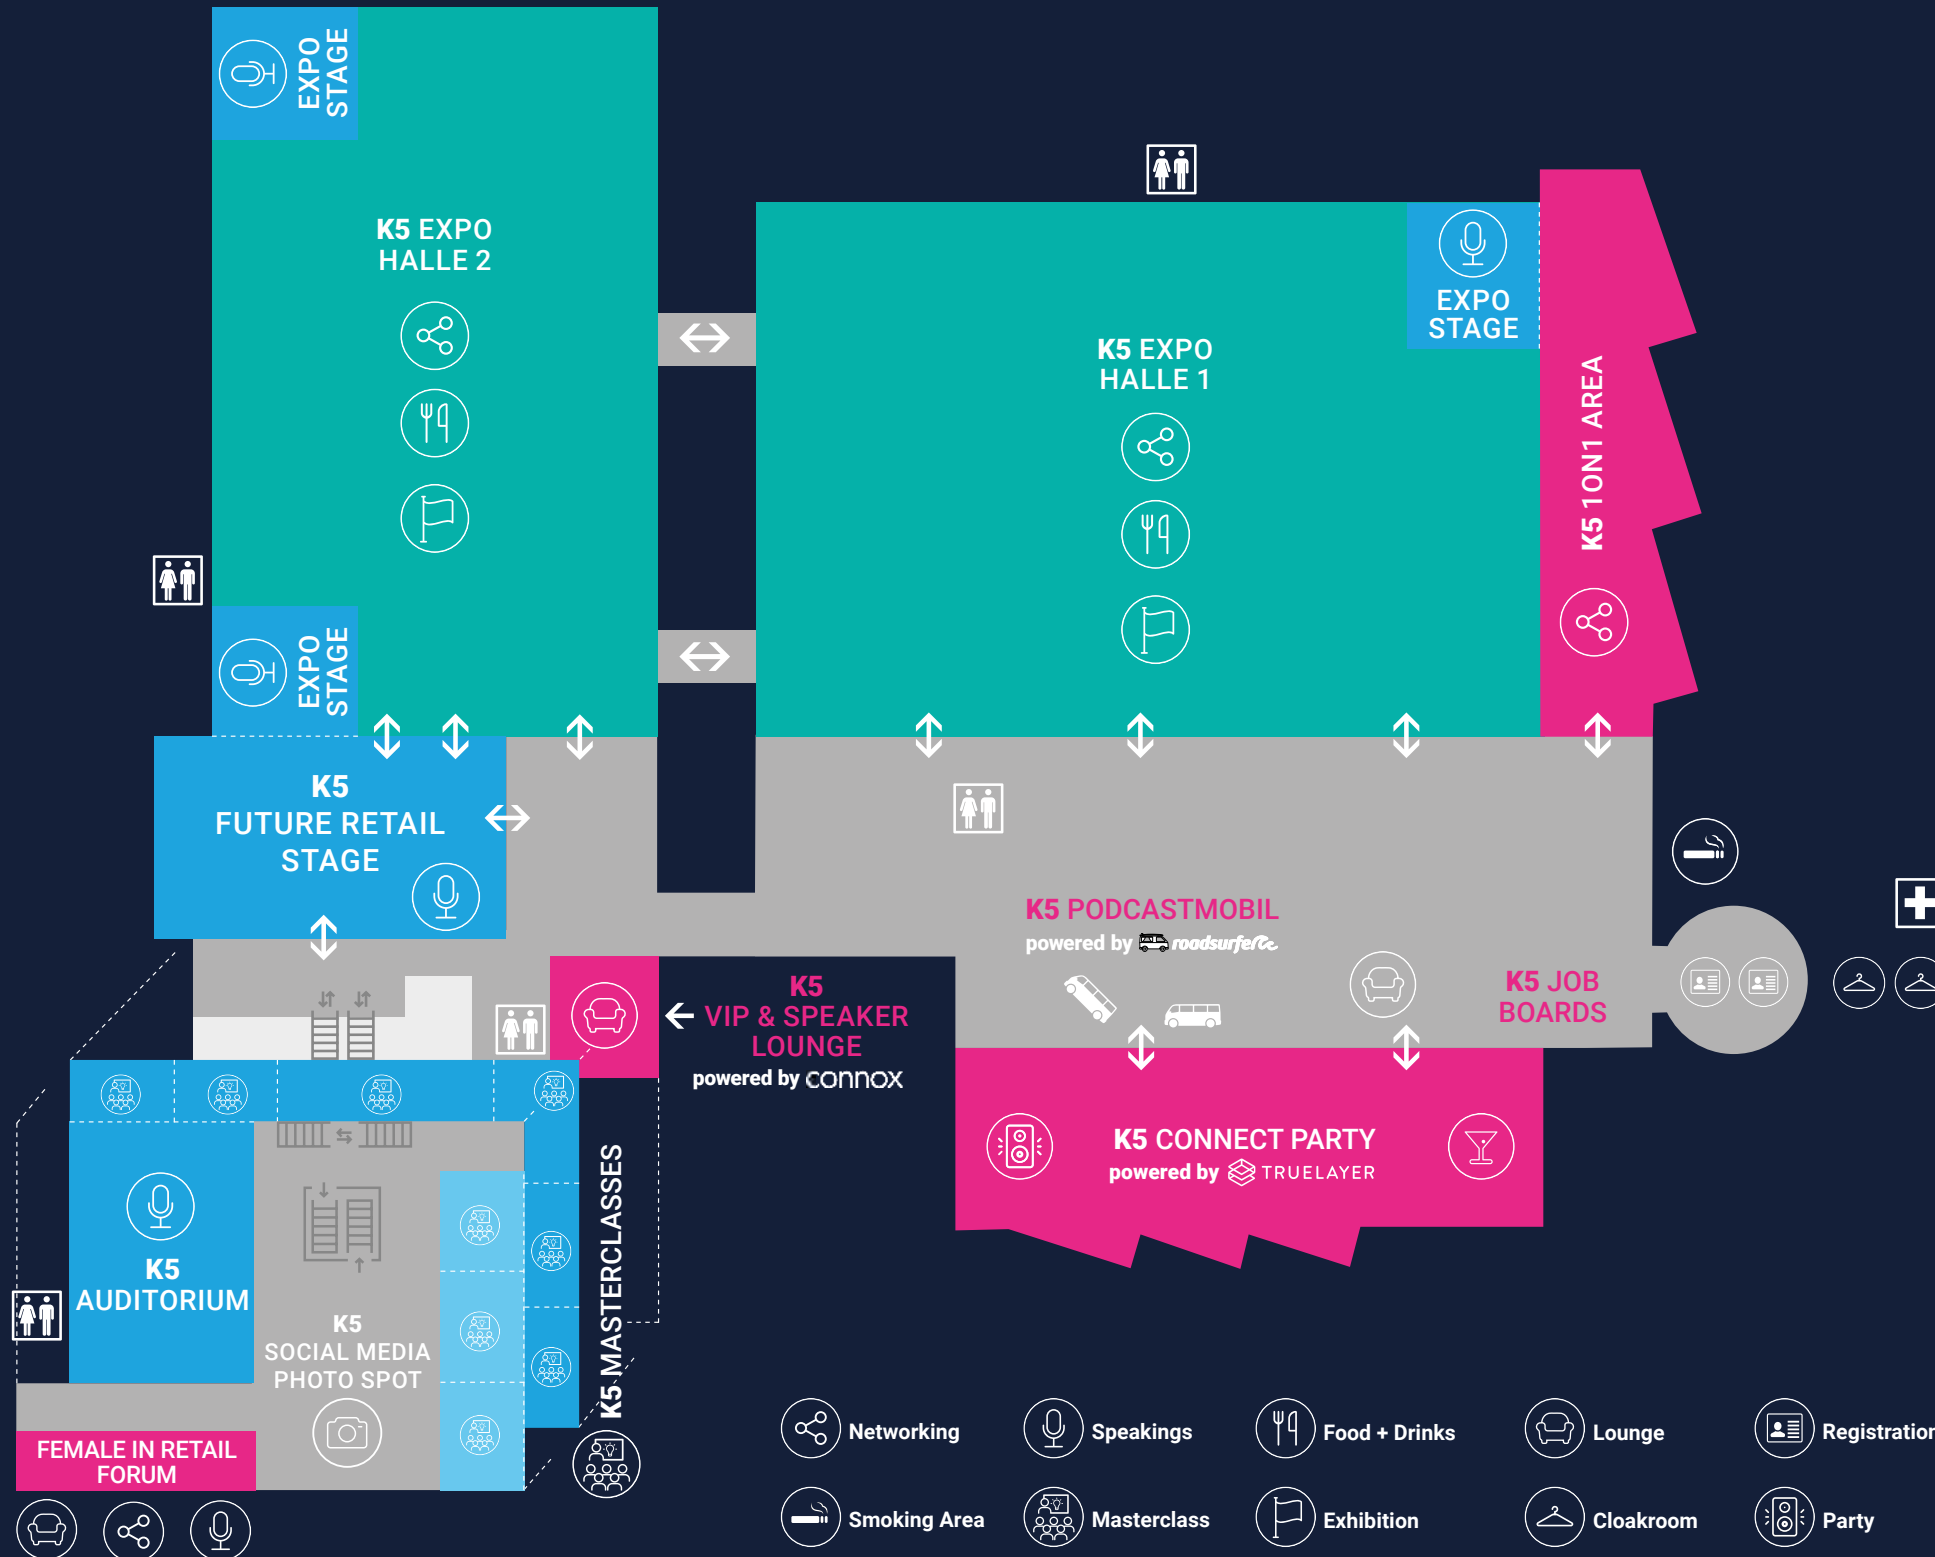 EXPO
STAGE
K5 EXPO
HALLE 2
EXPO
STAGE
K5 EXPO
HALLE 1
K5 1ON1 AREA
EXPO
STAGE
K5
FUTURE RETAIL
STAGE
K5 PODCASTMOBIL
powered by roadsurfer
K5 JOB
BOARDS
K5
VIP & SPEAKER
LOUNGE
powered by connox
K5 CONNECT PARTY
powered by TRUELAYER
K5 MASTERCLASSES
K5
AUDITORIUM
K5
SOCIAL MEDIA
PHOTO SPOT
FEMALE IN RETAIL
FORUM
Networking
Speakings
Food + Drinks
Lounge
Registration
Smoking Area
Masterclass
Exhibition
Cloakroom
Party